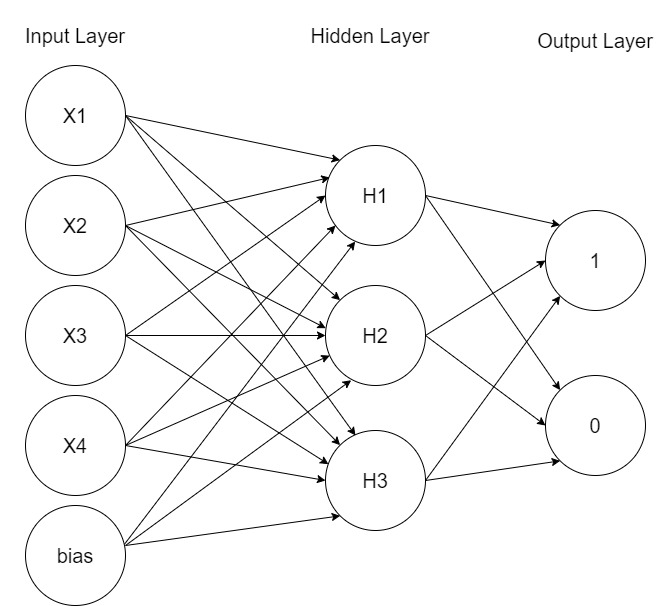 Input Layer
Hidden Layer
Output Layer
X1
X2
X3
X4
bias
H1
H2
H3
1
0